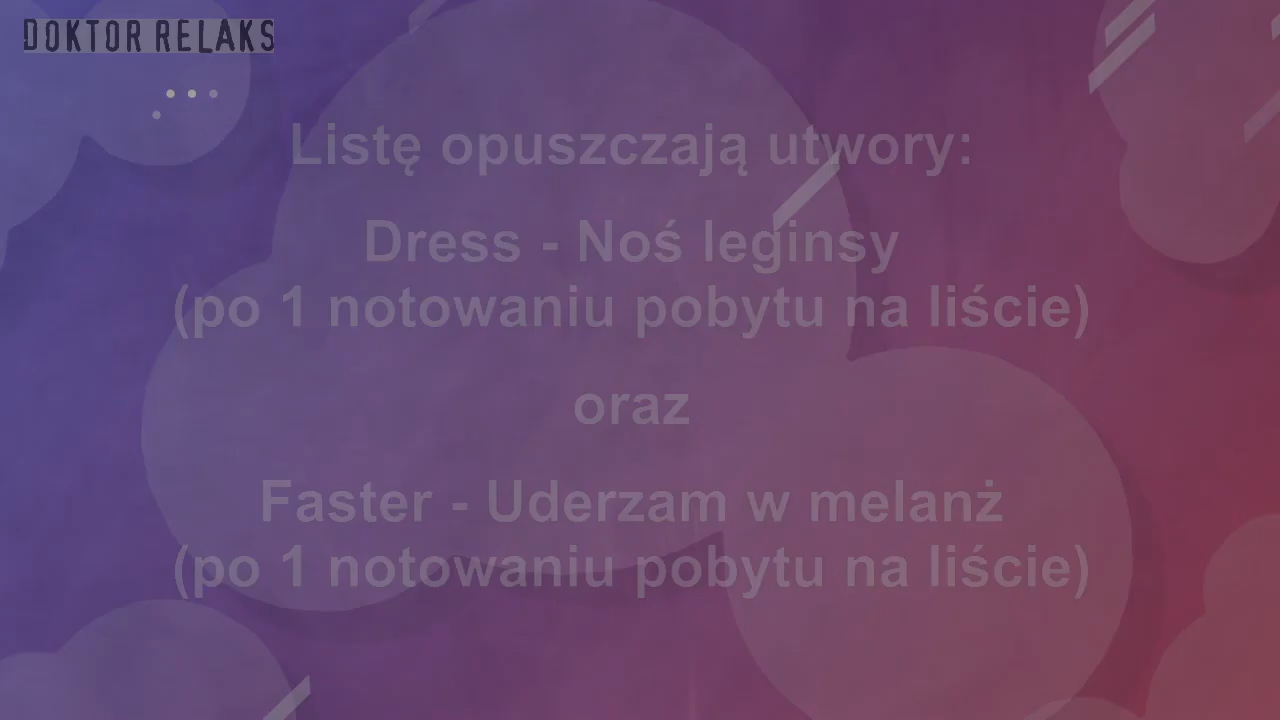 DOKTOR RELAKS
Listę opuszczają utwory:
Dress - Noś leginsy
(po 1 notowaniu pobytu na liście)
oraz
Faster - Uderzam w melanż
(po 1 notowaniu pobytu na liście)